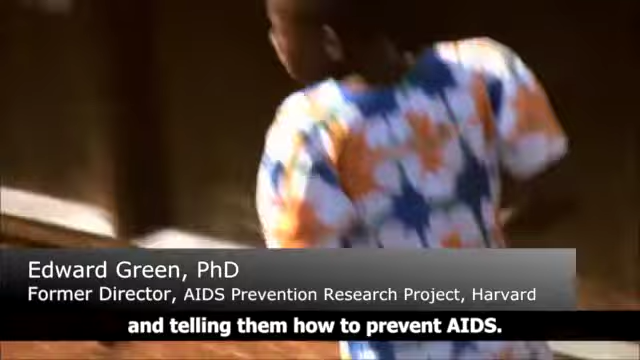 Edward Green, PhD
Former Director, AIDS Prevention Research Project, Harvard
and telling them how to prevent AIDS.